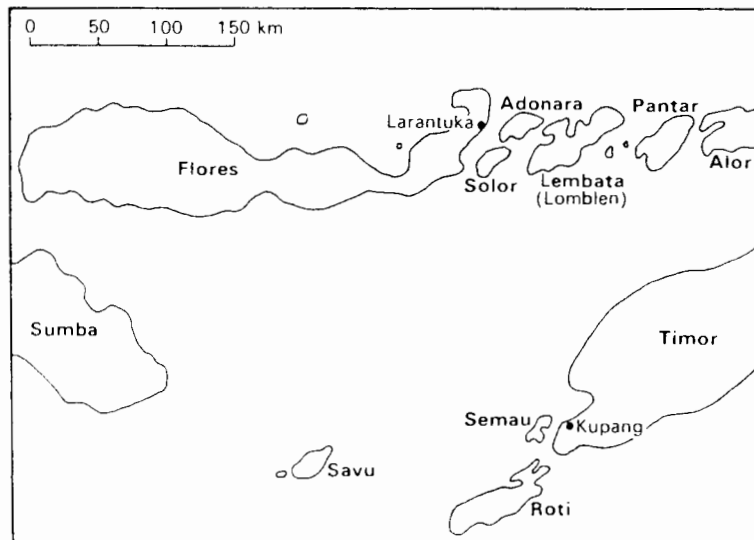 0 50 100 150 km
Adonara
Pantar
Larantuka
Flores
Solor
Lembata
(Lomblen)
Alor
Sumba
Timor
Semau
Kupang
Savu
Roti